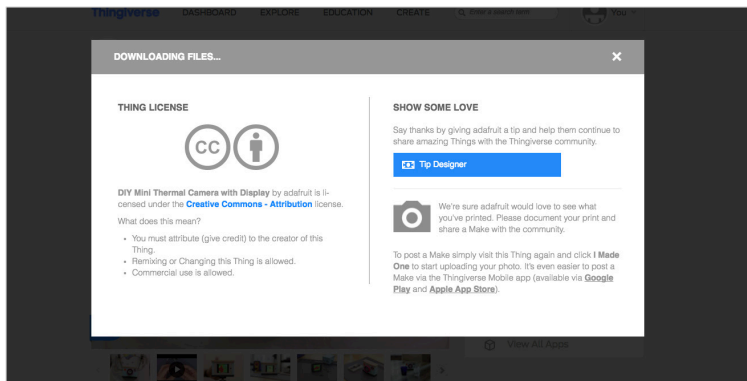 Thingiverse DASHBOARD EXPLORE EDUCATION CREATE Enter a search term You
DOWNLOADING FILES...
THING LICENSE
CC
DIY Mini Thermal Camera with Display by adafruit is li-
censed under the Creative Commons - Attribution license.
What does this mean?
• You must attribute (give credit) to the creator of this
Thing.
• Remixing or Changing this Thing is allowed.
• Commercial use is allowed.
SHOW SOME LOVE
Say thanks by giving adafruit a tip and help them continue to
share amazing Things with the Thingiverse community.
Tip Designer
We're sure adafruit would love to see what
you've printed. Please document your print and
share a Make with the community.
To post a Make simply visit this Thing again and click I Made
One to start uploading your photo. It's even easier to post a
Make via the Thingiverse Mobile app (available via Google
Play and Apple App Store).
View All Apps